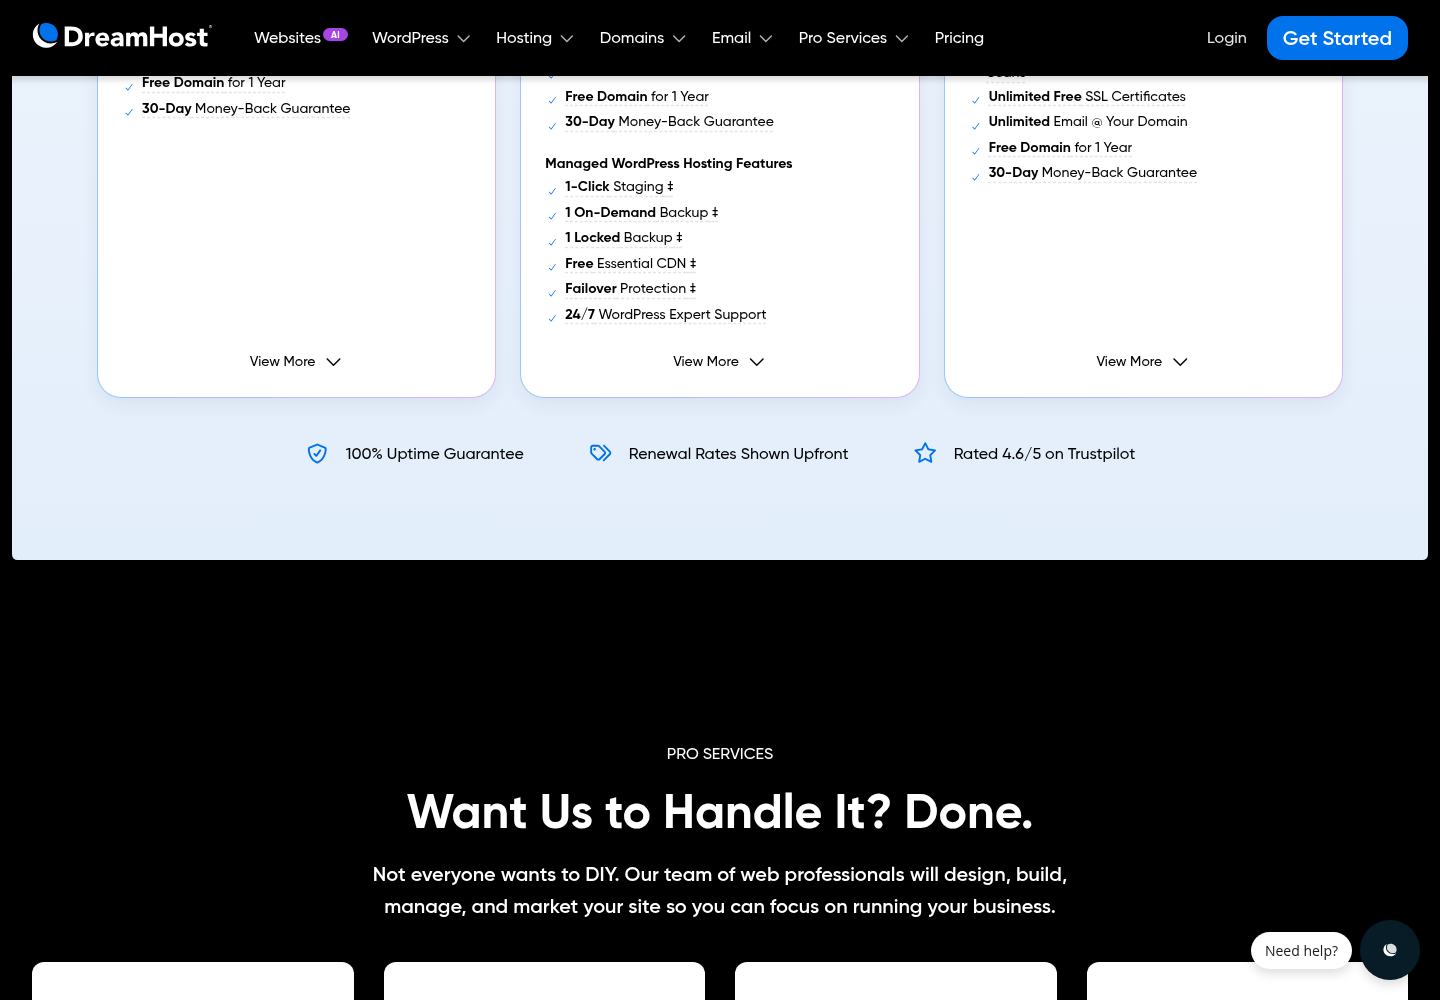 DreamHost
Websites AI
WordPress
Hosting
Domains
Email
Pro Services
Pricing
Login
Get Started
Free Domain for 1 Year
30-Day Money-Back Guarantee
View More
Free Domain for 1 Year
30-Day Money-Back Guarantee
Managed WordPress Hosting Features
1-Click Staging ‡
1 On-Demand Backup ‡
1 Locked Backup ‡
Free Essential CDN ‡
Failover Protection ‡
24/7 WordPress Expert Support
View More
Unlimited Free SSL Certificates
Unlimited Email @ Your Domain
Free Domain for 1 Year
30-Day Money-Back Guarantee
View More
100% Uptime Guarantee
Renewal Rates Shown Upfront
Rated 4.6/5 on Trustpilot
PRO SERVICES
Want Us to Handle It? Done.
Not everyone wants to DIY. Our team of web professionals will design, build,
manage, and market your site so you can focus on running your business.
Need help?